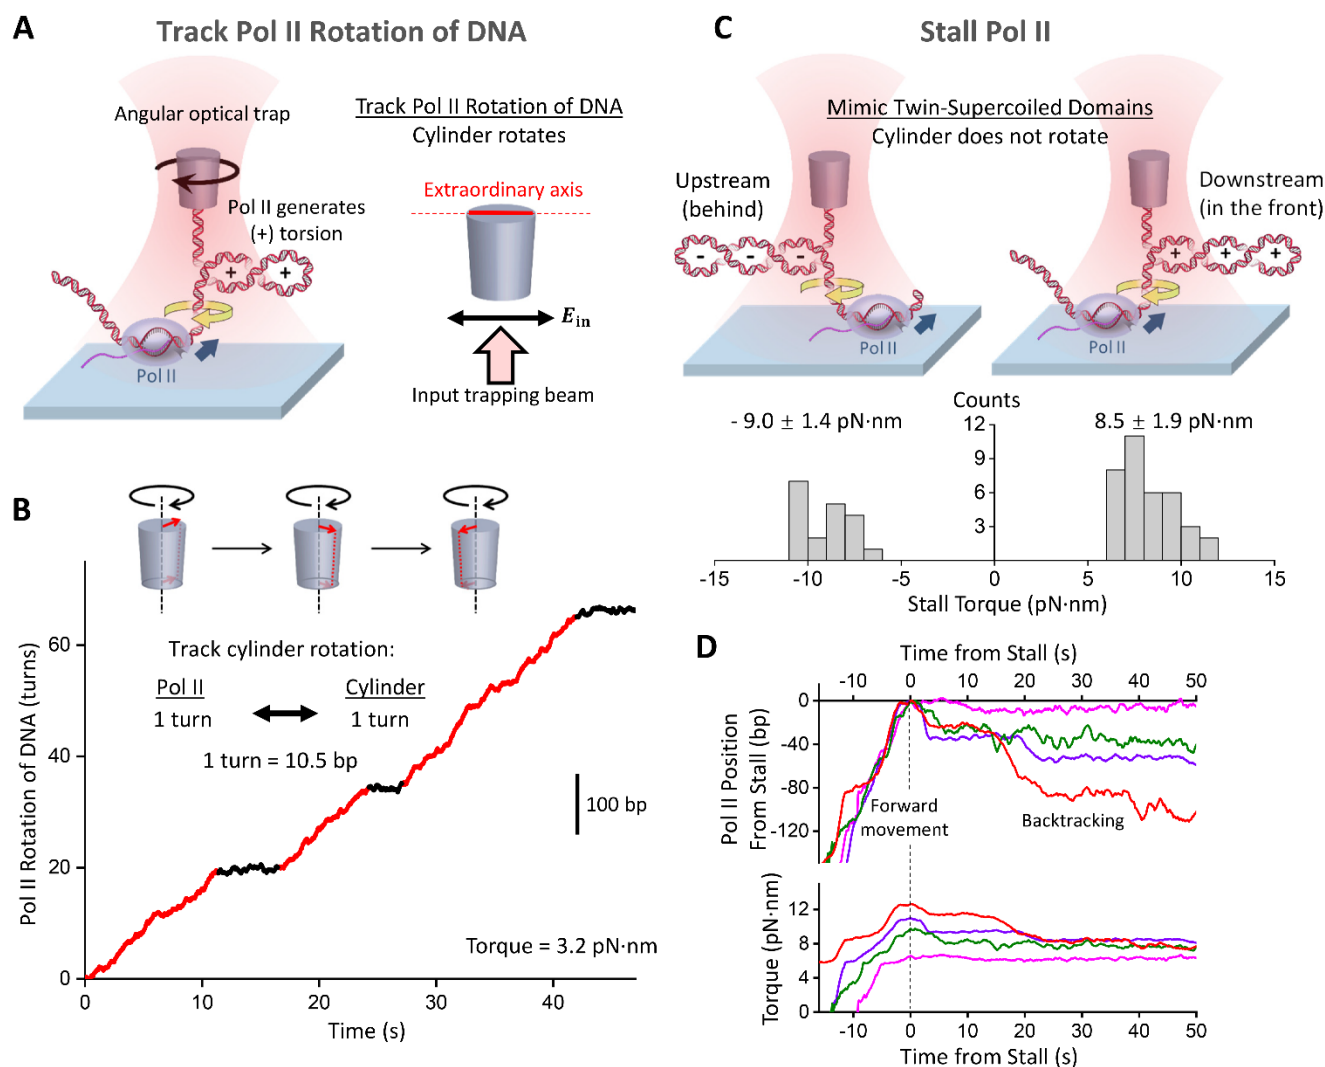 A
Track Pol II Rotation of DNA
Angular optical trap
Track Pol II Rotation of DNA
Cylinder rotates
Extraordinary axis
Pol II generates
(+) torsion
+ +
E_in
Input trapping beam
Pol II
B
Pol II Rotation of DNA (turns)
60
40
20
0
Track cylinder rotation:
Pol II Cylinder
1 turn 1 turn
1 turn = 10.5 bp
100 bp
Torque = 3.2 pN·nm
0 10 20 30 40
Time (s)
C
Stall Pol II
Mimic Twin-Supercoiled Domains
Cylinder does not rotate
Upstream
(behind)
Downstream
(in the front)
- - -
+ + +
Pol II
Pol II
Counts
- 9.0 ± 1.4 pN·nm
8.5 ± 1.9 pN·nm
12
9
6
3
-15 -10 -5 0 5 10 15
Stall Torque (pN·nm)
D
Time from Stall (s)
-10 0 10 20 30 40 50
Pol II Position
From Stall (bp)
0
-40
-80
-120
Forward
movement
Backtracking
Torque (pN·nm)
12
8
4
0
-10 0 10 20 30 40 50
Time from Stall (s)